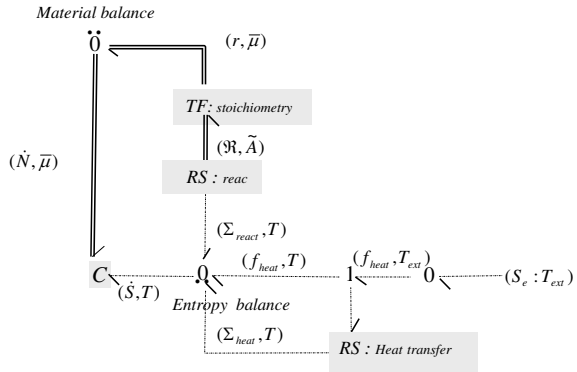 Material balance
0
(r, μ̄)
TF: stoichiometry
(Ṅ, μ̄)
(ℜ, Ã)
RS : reac
(Σ_react, T)
(f_heat, T)
(f_heat, T_ext)
C
0
1
0
(S_e : T_ext)
(Ṡ, T)
Entropy balance
(Σ_heat, T)
RS : Heat transfer